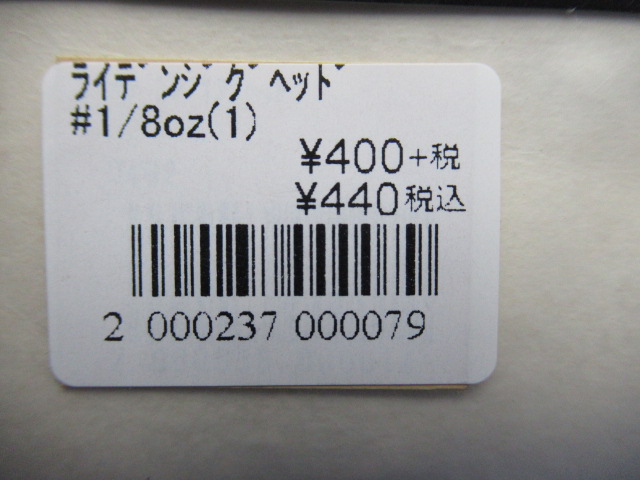 ﾗｲﾃﾞﾝｼﾞｸﾞﾍｯﾄﾞ
#1/8oz(1)
¥400+税
¥440税込
2 000237 000079